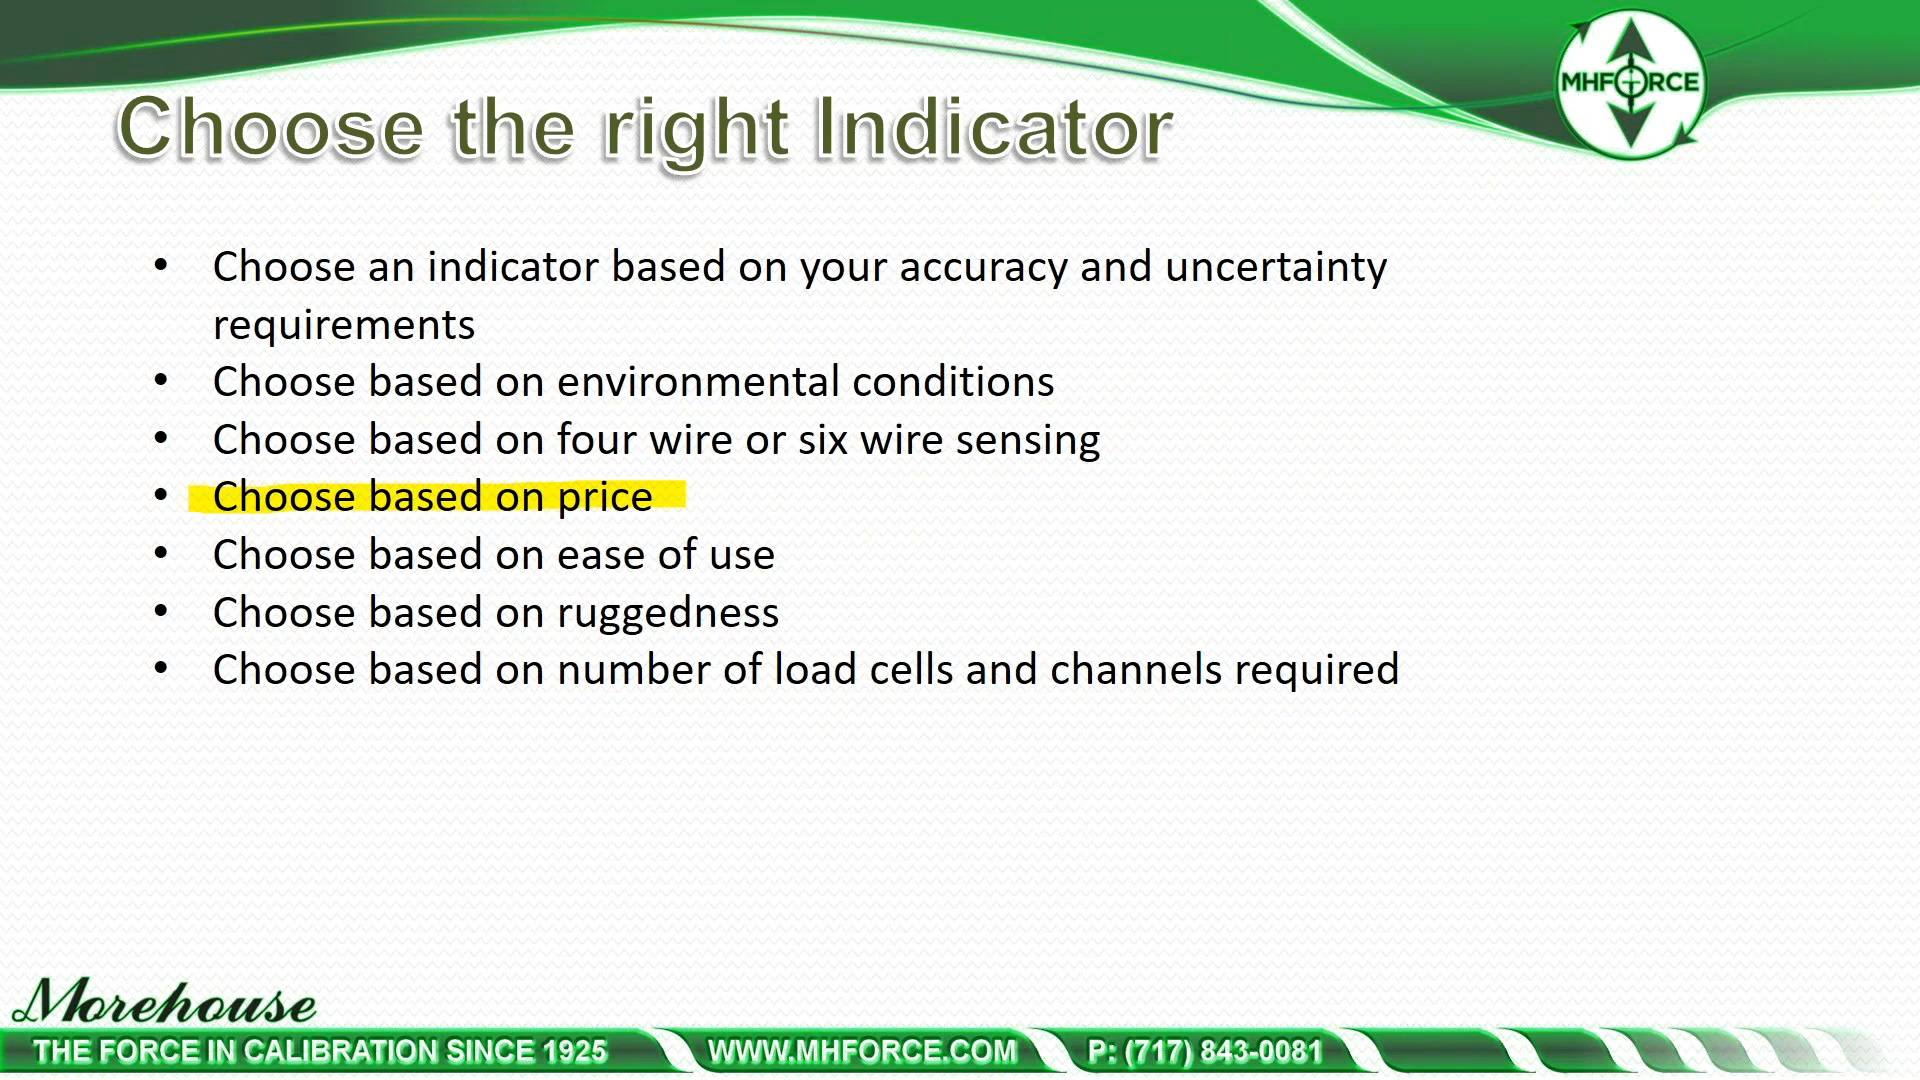 MHFORCE
Choose the right Indicator
• Choose an indicator based on your accuracy and uncertainty
requirements
• Choose based on environmental conditions
• Choose based on four wire or six wire sensing
• Choose based on price
• Choose based on ease of use
• Choose based on ruggedness
• Choose based on number of load cells and channels required
Morehouse
THE FORCE IN CALIBRATION SINCE 1925 WWW.MHFORCE.COM P: (717) 843-0081